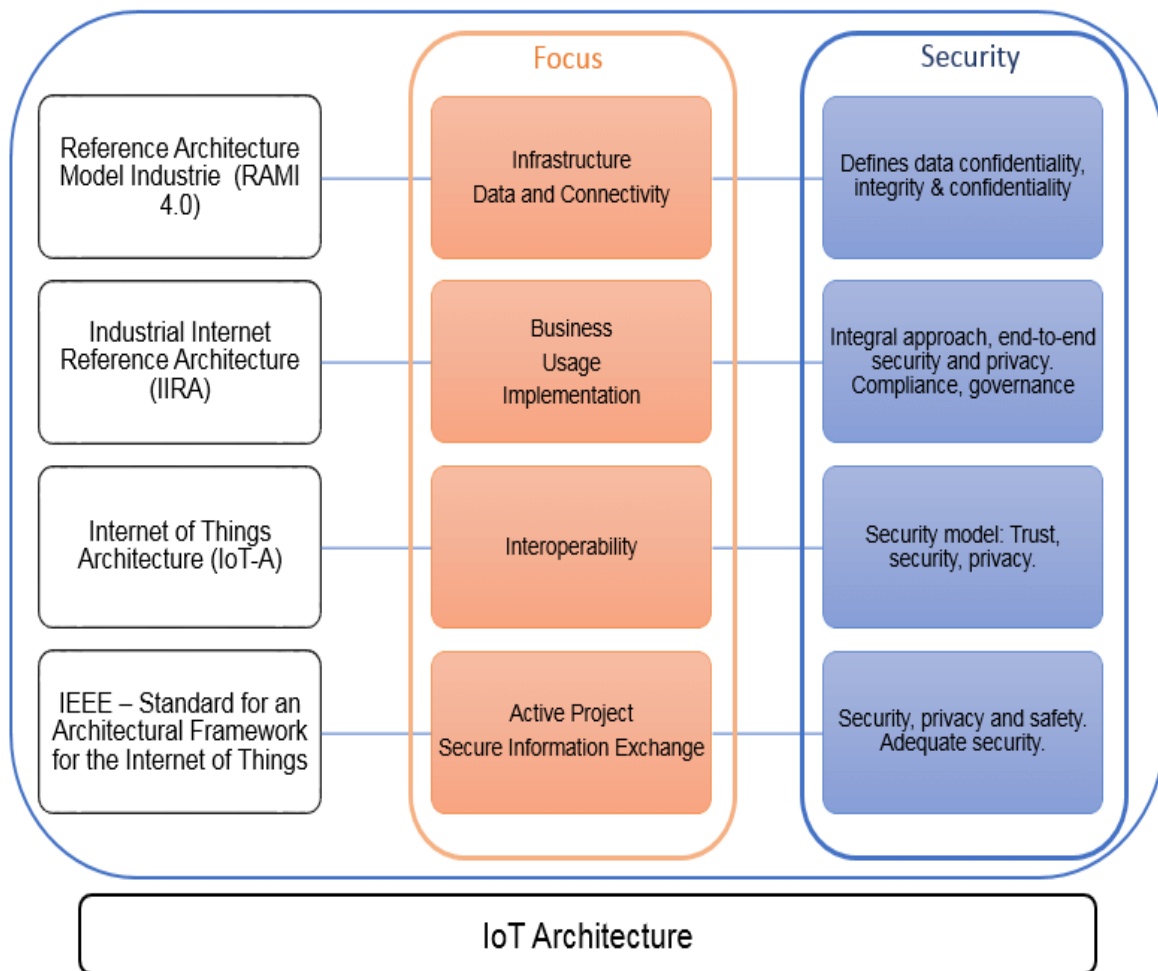 Focus
Security
Reference Architecture
Model Industrie (RAMI
4.0)
Infrastructure
Data and Connectivity
Defines data confidentiality,
integrity & confidentiality
Industrial Internet
Reference Architecture
(IIRA)
Business
Usage
Implementation
Integral approach, end-to-end
security and privacy.
Compliance, governance
Internet of Things
Architecture (IoT-A)
Interoperability
Security model: Trust,
security, privacy.
IEEE – Standard for an
Architectural Framework
for the Internet of Things
Active Project
Secure Information Exchange
Security, privacy and safety.
Adequate security.
IoT Architecture